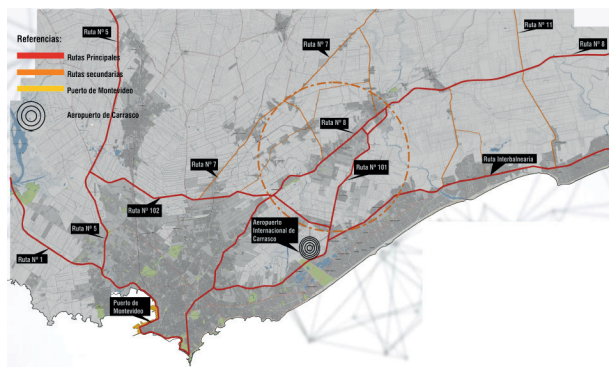 Referencias:
Rutas Principales
Rutas secundarias
Puerto de Montevideo
Aeropuerto de Carrasco
Ruta Nº 5
Ruta Nº 7
Ruta Nº 11
Ruta Nº 8
Ruta Nº 8
Ruta Nº 7
Ruta Nº 101
Ruta Interbalnearia
Ruta Nº 102
Ruta Nº 5
Aeropuerto
Internacional de
Carrasco
Ruta Nº 1
Puerto de
Montevideo